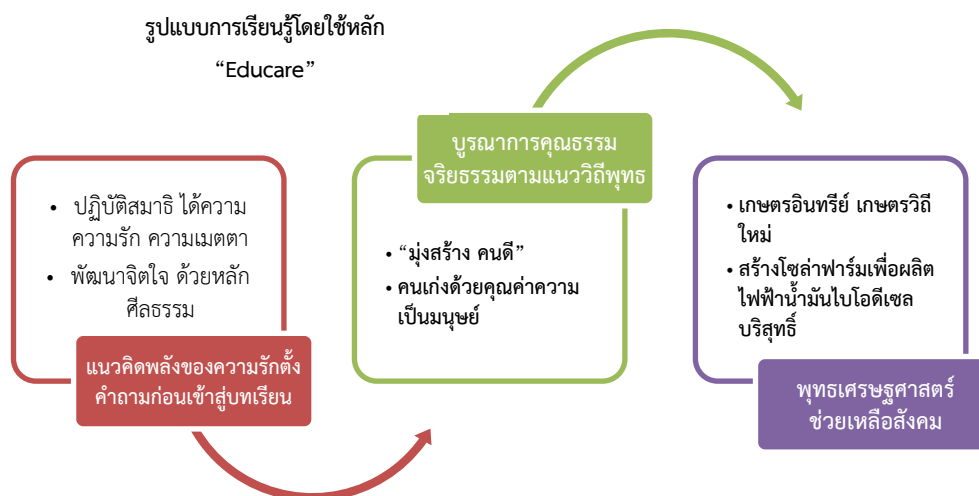 รูปแบบการเรียนรู้โดยใช้หลัก
“Educare”
• ปฏิบัติสมาธิ ได้ความ
ความรัก ความเมตตา
• พัฒนาจิตใจ ด้วยหลัก
ศีลธรรม
แนวคิดพลังของความรักตั้ง
คำถามก่อนเข้าสู่บทเรียน
บูรณาการคุณธรรม
จริยธรรมตามแนววิถีพุทธ
• “มุ่งสร้าง คนดี”
• คนเก่งด้วยคุณค่าความ
เป็นมนุษย์
• เกษตรอินทรีย์ เกษตรวิถี
ใหม่
• สร้างโซล่าฟาร์มเพื่อผลิต
ไฟฟ้าน้ำมันไบโอดีเซล
บริสุทธิ์
พุทธเศรษฐศาสตร์
ช่วยเหลือสังคม